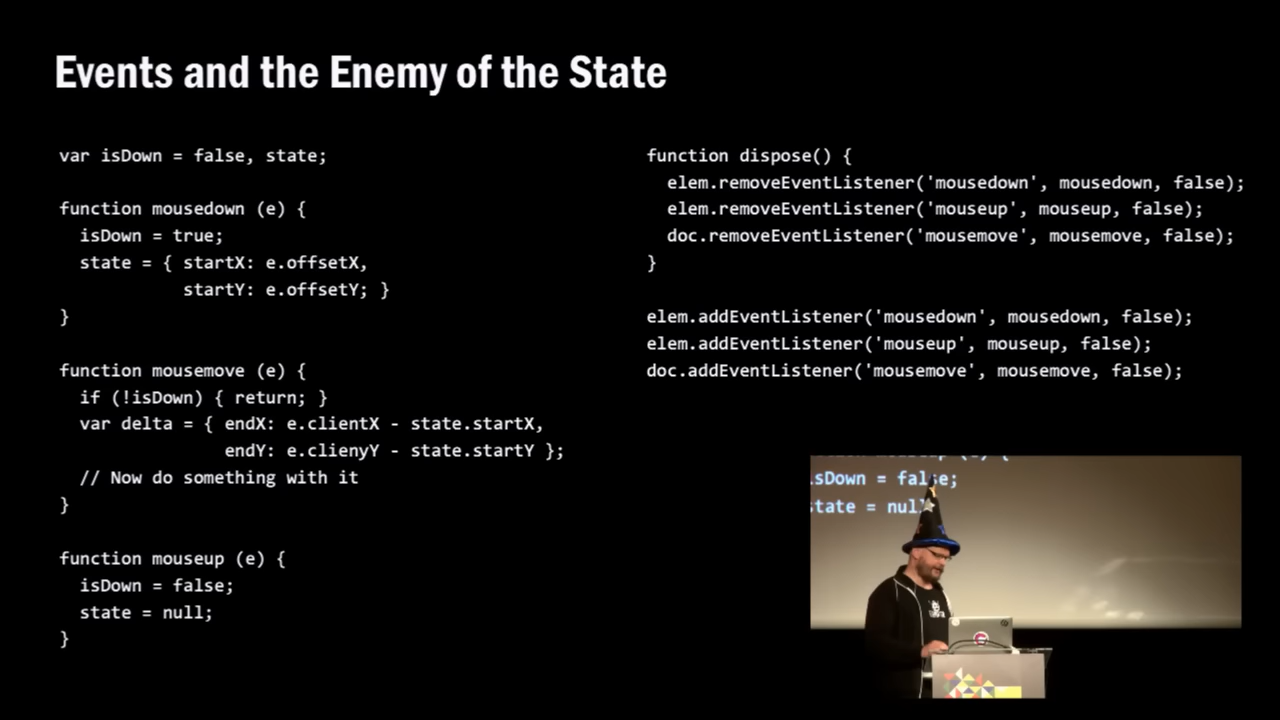 Events and the Enemy of the State
var isDown = false, state;
function mousedown (e) {
isDown = true;
state = { startX: e.offsetX,
startY: e.offsetY; }
}
function mousemove (e) {
if (!isDown) { return; }
var delta = { endX: e.clientX - state.startX,
endY: e.clienyY - state.startY };
// Now do something with it
}
function mouseup (e) {
isDown = false;
state = null;
}
function dispose() {
elem.removeEventListener('mousedown', mousedown, false);
elem.removeEventListener('mouseup', mouseup, false);
doc.removeEventListener('mousemove', mousemove, false);
}
elem.addEventListener('mousedown', mousedown, false);
elem.addEventListener('mouseup', mouseup, false);
doc.addEventListener('mousemove', mousemove, false);
isDown = false;
state = nul